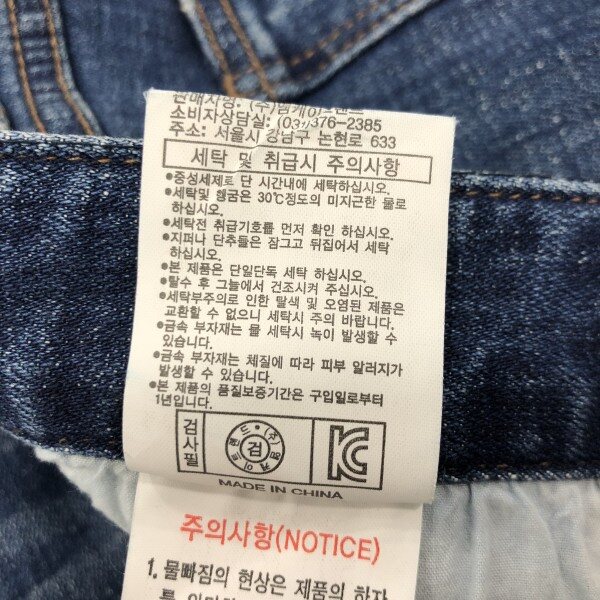 소비자상담실: (03 376-2385
주소: 서울시 강남구 논현로 633
세탁 및 취급시 주의사항
●중성세제로 단 시간내에 세탁하십시오.
●세탁및 헹굼은 30℃정도의 미지근한 물로
하십시오.
●세탁전 취급기호를 먼저 확인 하십시오.
●지퍼나 단추들은 잠그고 뒤집어서 세탁
하십시오.
●본 제품은 단일단독 세탁 하십시오.
●탈수 후 그늘에서 건조시켜 주십시오.
●세탁부주의로 인한 탈색 및 오염된 제품은
교환할 수 없으니 세탁시 주의 바랍니다.
●금속 부자재는 물 세탁시 녹이 발생할 수
있습니다.
●금속 부자재는 체질에 따라 피부 알러지가
발생할 수 있습니다.
●본 제품의 품질보증기간은 구입일로부터
1년입니다.
검사필
검
KC
MADE IN CHINA
주의사항(NOTICE)
1. 물빠짐의 현상은 제품의 하자